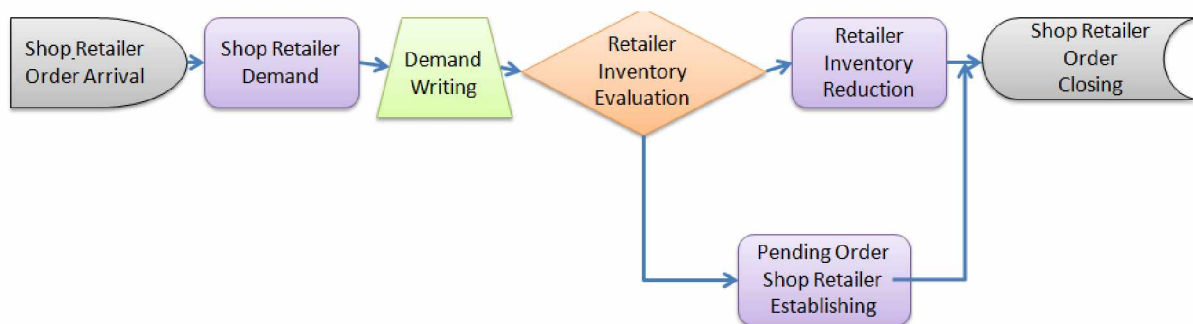 Shop Retailer
Order Arrival
Shop Retailer
Demand
Demand
Writing
Retailer
Inventory
Evaluation
Retailer
Inventory
Reduction
Shop Retailer
Order
Closing
Pending Order
Shop Retailer
Establishing